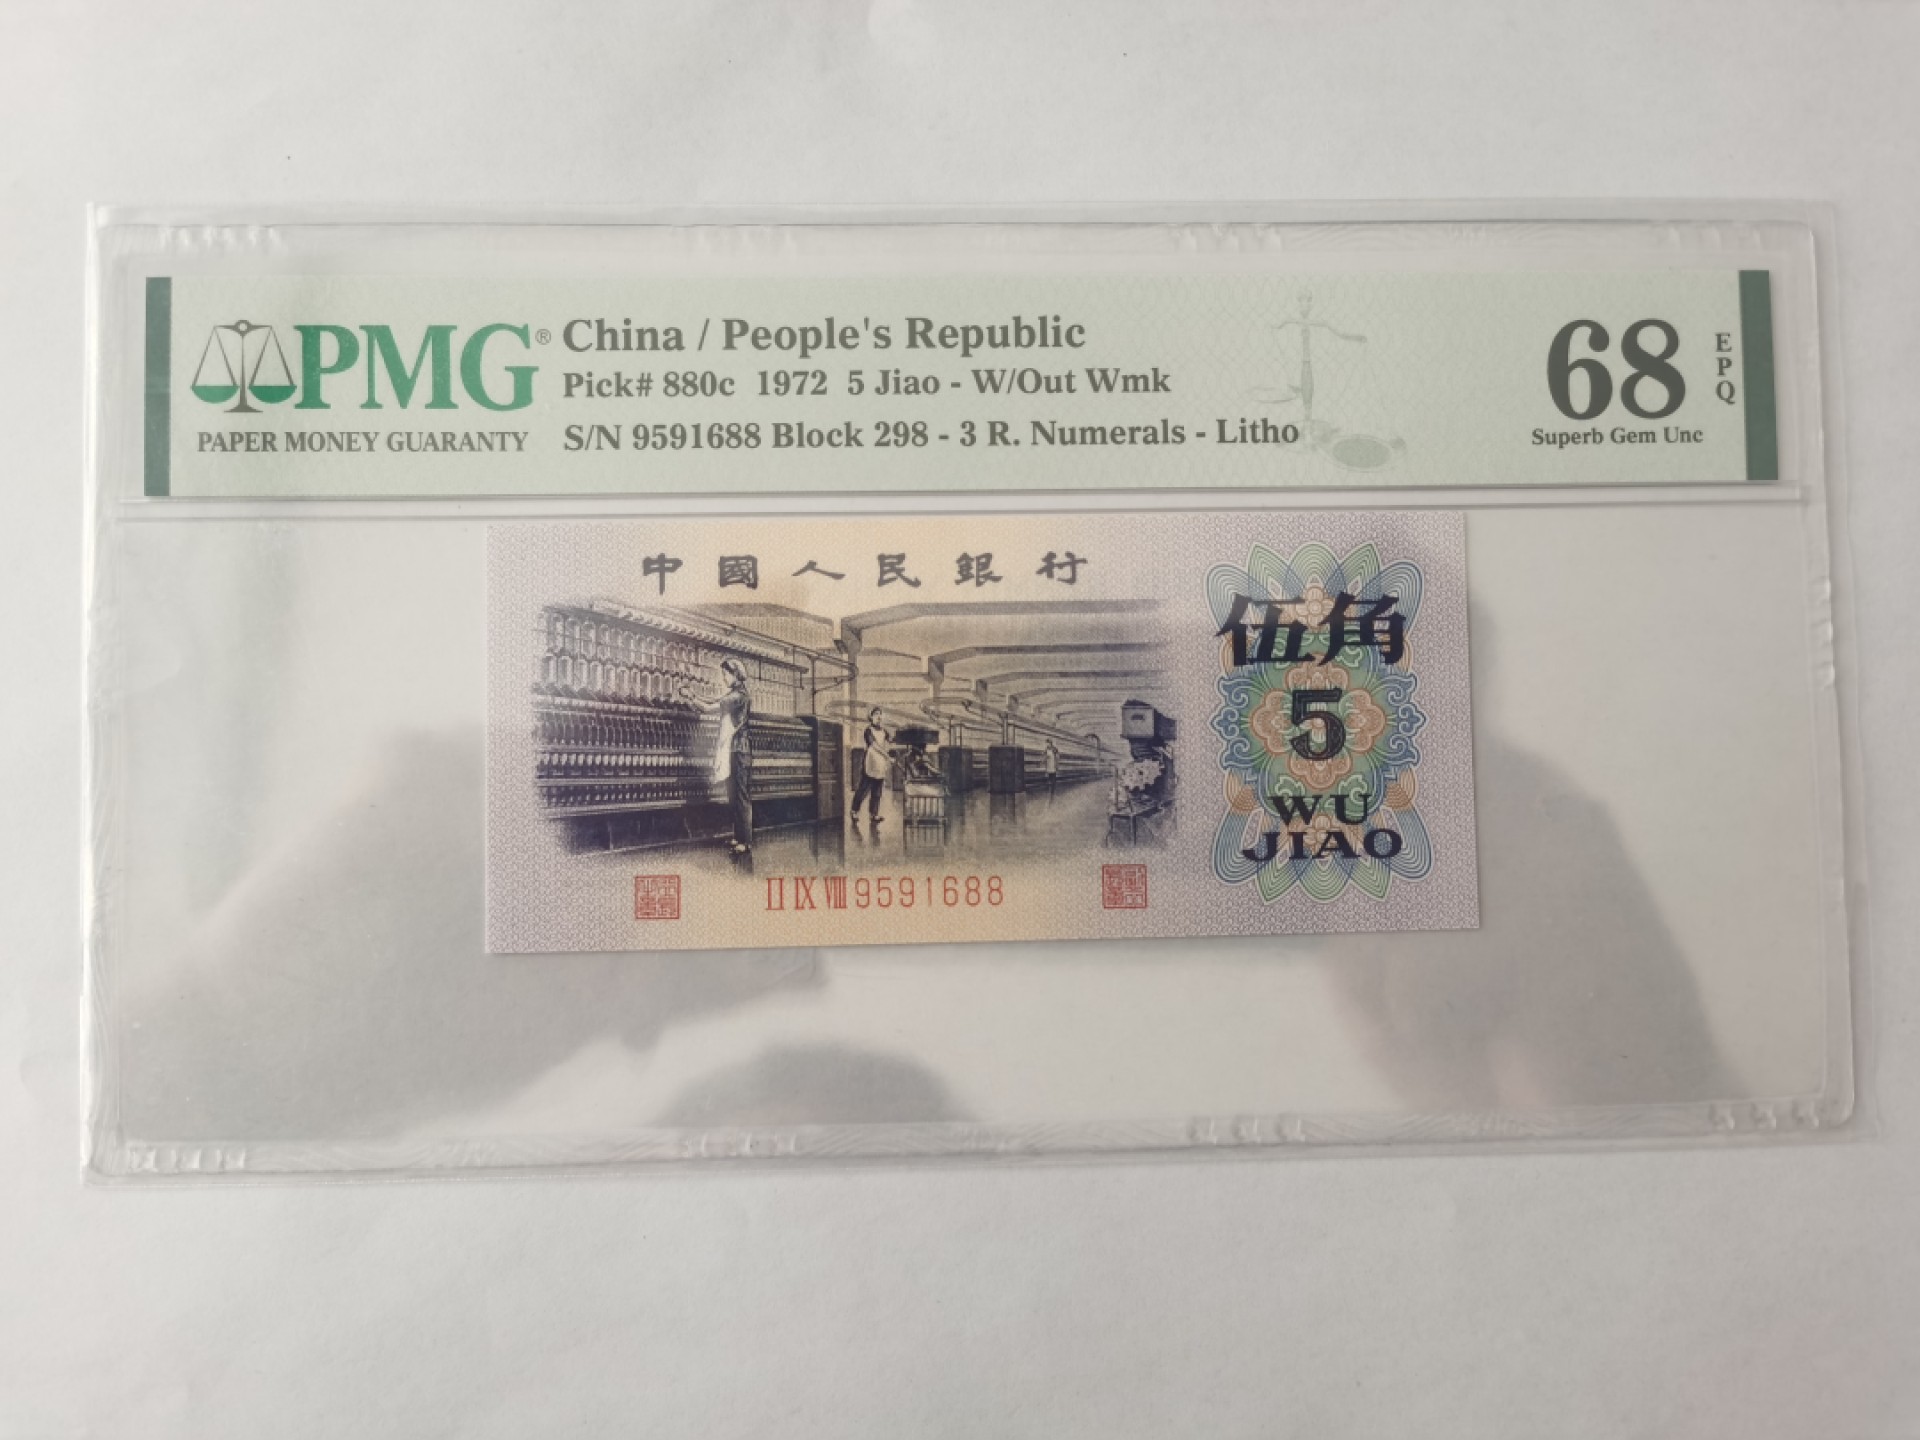 PMG®
PAPER MONEY GUARANTY
China / People's Republic
Pick# 880c 1972 5 Jiao - W/Out Wmk
S/N 9591688 Block 298 - 3 R. Numerals - Litho
68
EPQ
Superb Gem Unc
中國人民銀行
伍角
5
WU
JIAO
II IX VIII 9591688